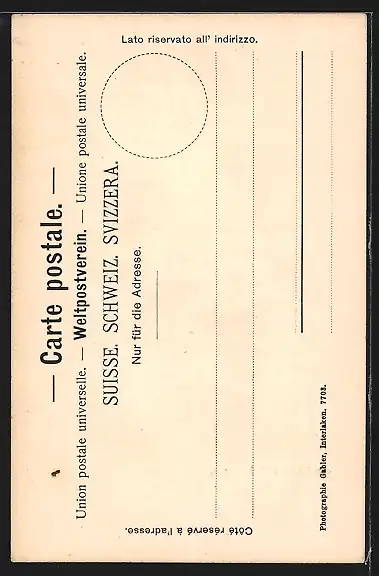 — Carte postale. —
Union postale universelle. — Weltpostverein. — Unione postale universale.
SUISSE. SCHWEIZ. SVIZZERA.
Nur für die Adresse.
Côté réservé à l'adresse.
Lato riservato all' indirizzo.
Photographie Gabler, Interlaken. 7703.